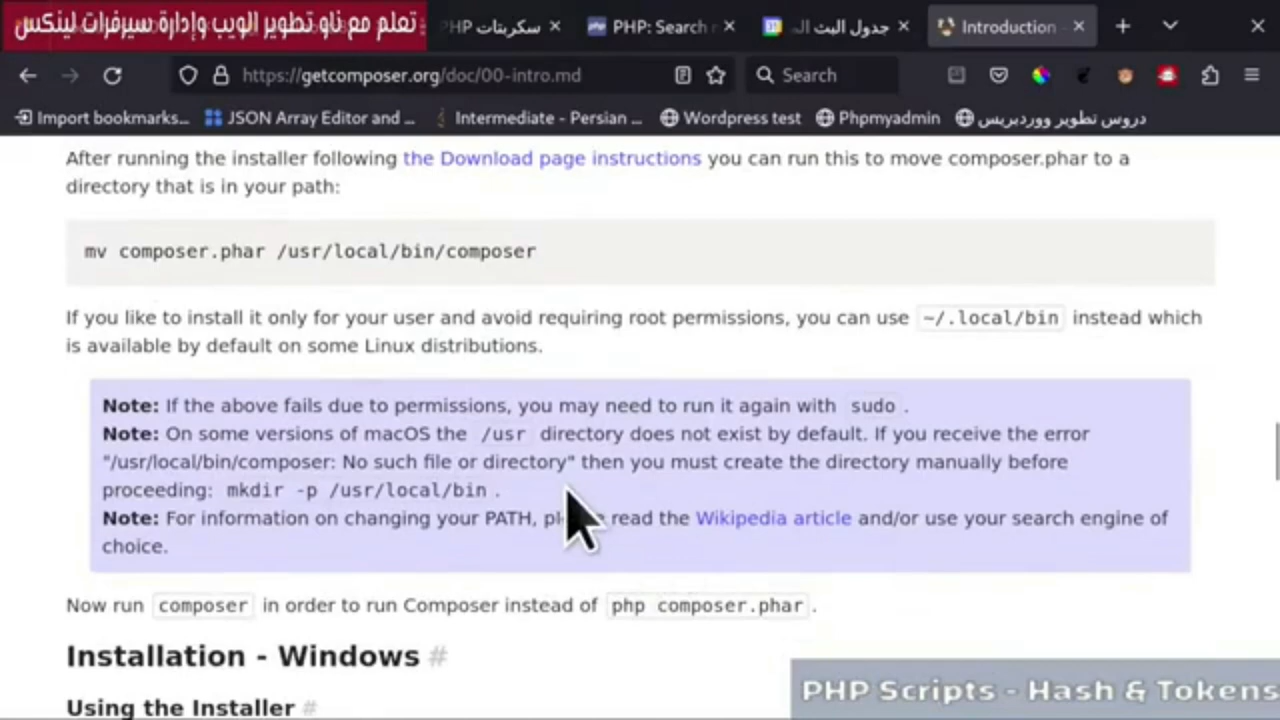 تعلم مع ناو تطوير الويب وإدارة سيرفرات لينكس
سكربتات PHP
PHP: Search
جدول البث الـ
Introduction
https://getcomposer.org/doc/00-intro.md
Search
Import bookmarks...
JSON Array Editor and ...
Intermediate - Persian ...
Wordpress test
Phpmyadmin
دروس تطوير ووردبريس
After running the installer following the Download page instructions you can run this to move composer.phar to a
directory that is in your path:
mv composer.phar /usr/local/bin/composer
If you like to install it only for your user and avoid requiring root permissions, you can use ~/.local/bin instead which
is available by default on some Linux distributions.
Note: If the above fails due to permissions, you may need to run it again with sudo .
Note: On some versions of macOS the /usr directory does not exist by default. If you receive the error
"/usr/local/bin/composer: No such file or directory" then you must create the directory manually before
proceeding: mkdir -p /usr/local/bin .
Note: For information on changing your PATH, please read the Wikipedia article and/or use your search engine of
choice.
Now run composer in order to run Composer instead of php composer.phar .
Installation - Windows #
Using the Installer #
PHP Scripts - Hash & Tokens